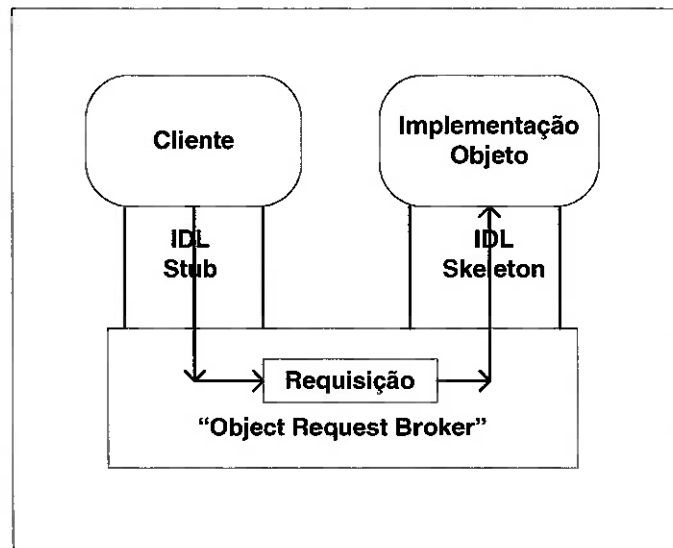 Cliente
Implementação
Objeto
IDL
Stub
IDL
Skeleton
Requisição
“Object Request Broker”